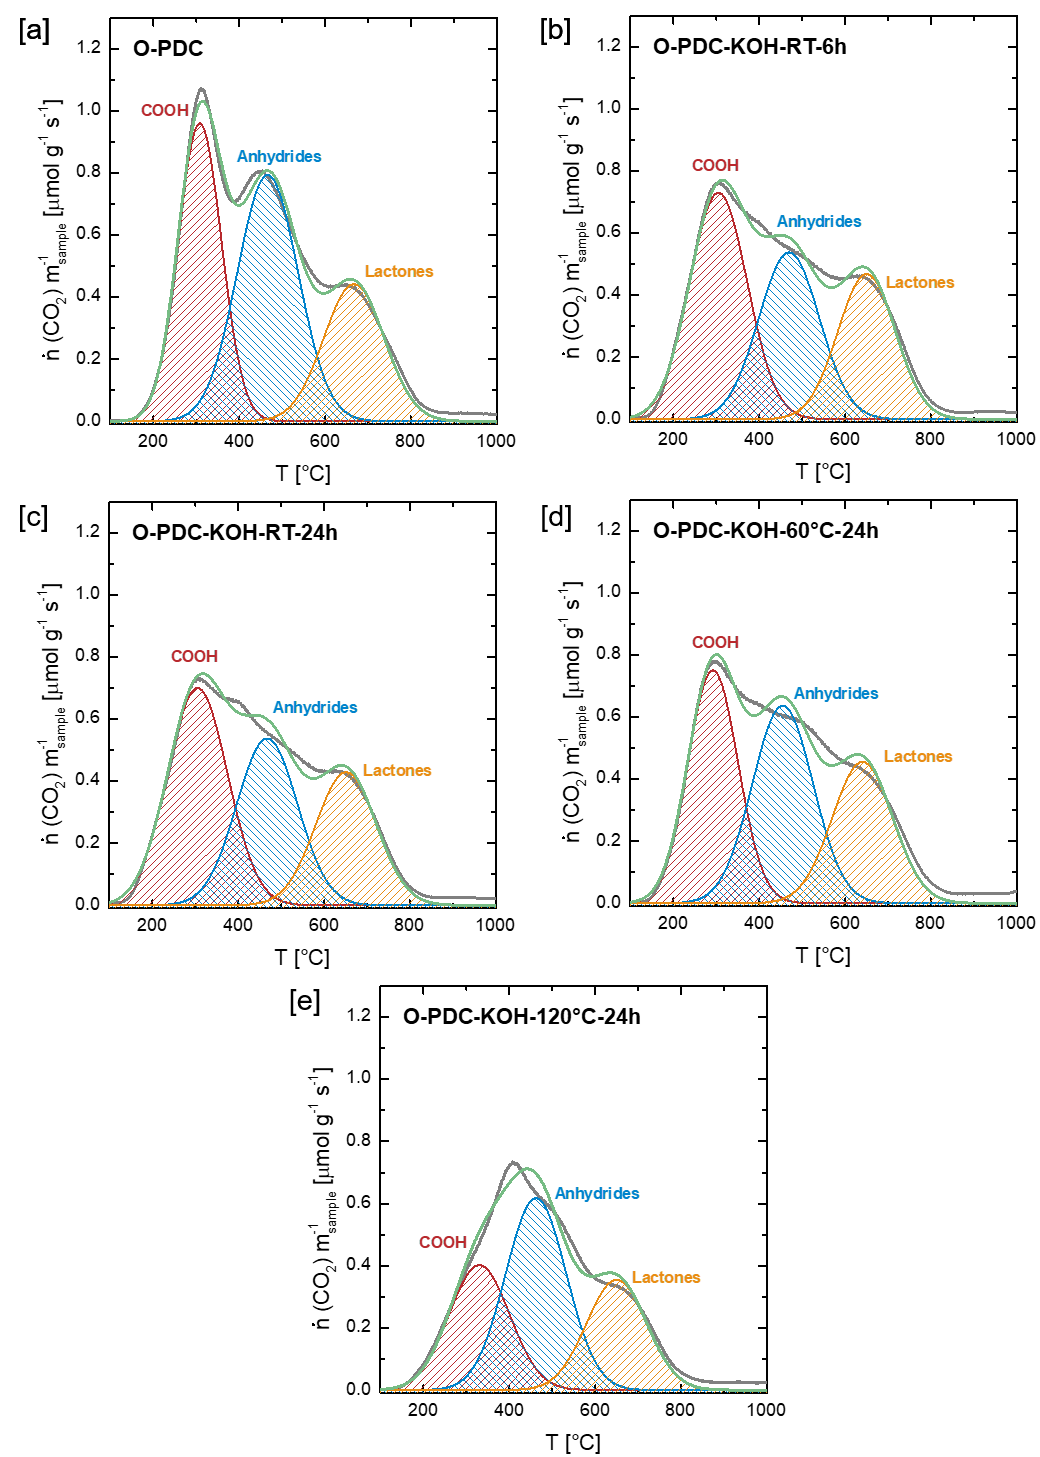 [a]
O-PDC
COOH
Anhydrides
Lactones
1.2
1.0
0.8
0.6
0.4
0.2
0.0
200
400
600
800
1000
T [°C]
ṅ (CO₂) m⁻¹sample [µmol g⁻¹ s⁻¹]
[b]
O-PDC-KOH-RT-6h
COOH
Anhydrides
Lactones
1.2
1.0
0.8
0.6
0.4
0.2
0.0
200
400
600
800
1000
T [°C]
ṅ (CO₂) m⁻¹sample [µmol g⁻¹ s⁻¹]
[c]
O-PDC-KOH-RT-24h
COOH
Anhydrides
Lactones
1.2
1.0
0.8
0.6
0.4
0.2
0.0
200
400
600
800
1000
T [°C]
ṅ (CO₂) m⁻¹sample [µmol g⁻¹ s⁻¹]
[d]
O-PDC-KOH-60°C-24h
COOH
Anhydrides
Lactones
1.2
1.0
0.8
0.6
0.4
0.2
0.0
200
400
600
800
1000
T [°C]
ṅ (CO₂) m⁻¹sample [µmol g⁻¹ s⁻¹]
[e]
O-PDC-KOH-120°C-24h
COOH
Anhydrides
Lactones
1.2
1.0
0.8
0.6
0.4
0.2
0.0
200
400
600
800
1000
T [°C]
ṅ (CO₂) m⁻¹sample [µmol g⁻¹ s⁻¹]